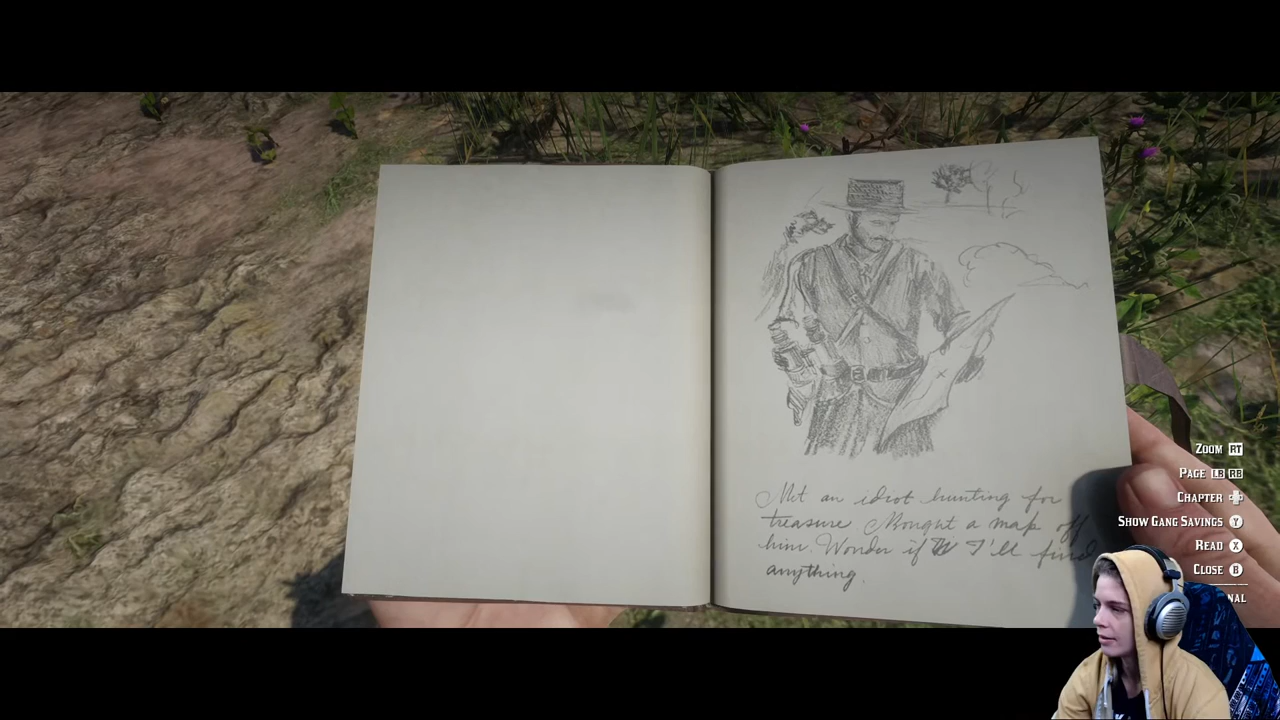 Met an idiot hunting for
treasure. Bought a map off
him. Wonder if I'll find
anything.
Zoom RT
Page LB RB
Chapter
Show Gang Savings Y
Read X
Close B